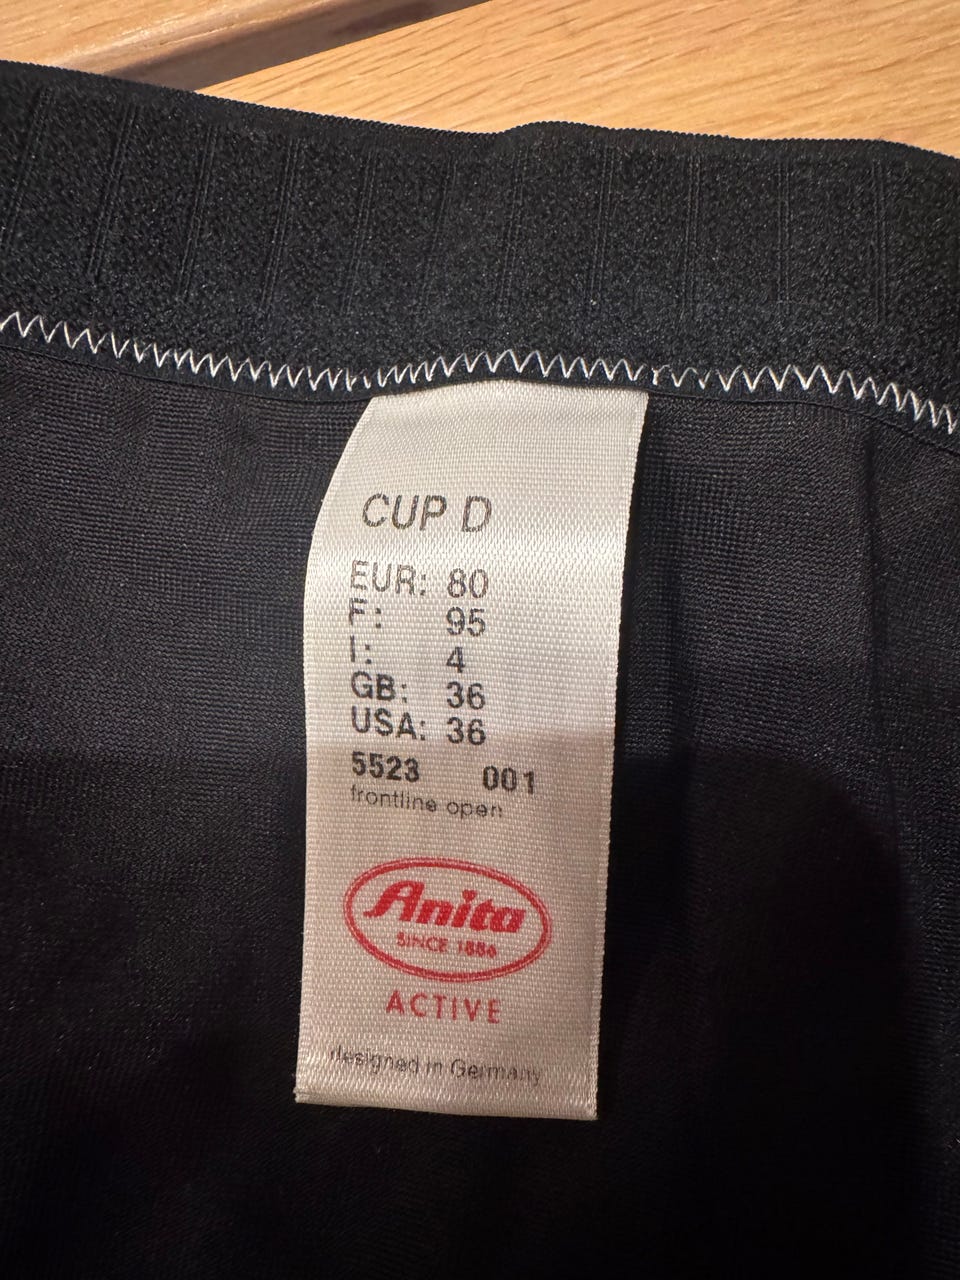 CUP D
EUR: 80
F: 95
I: 4
GB: 36
USA: 36
5523 001
frontline open
Anita
SINCE 1886
ACTIVE
designed in Germany